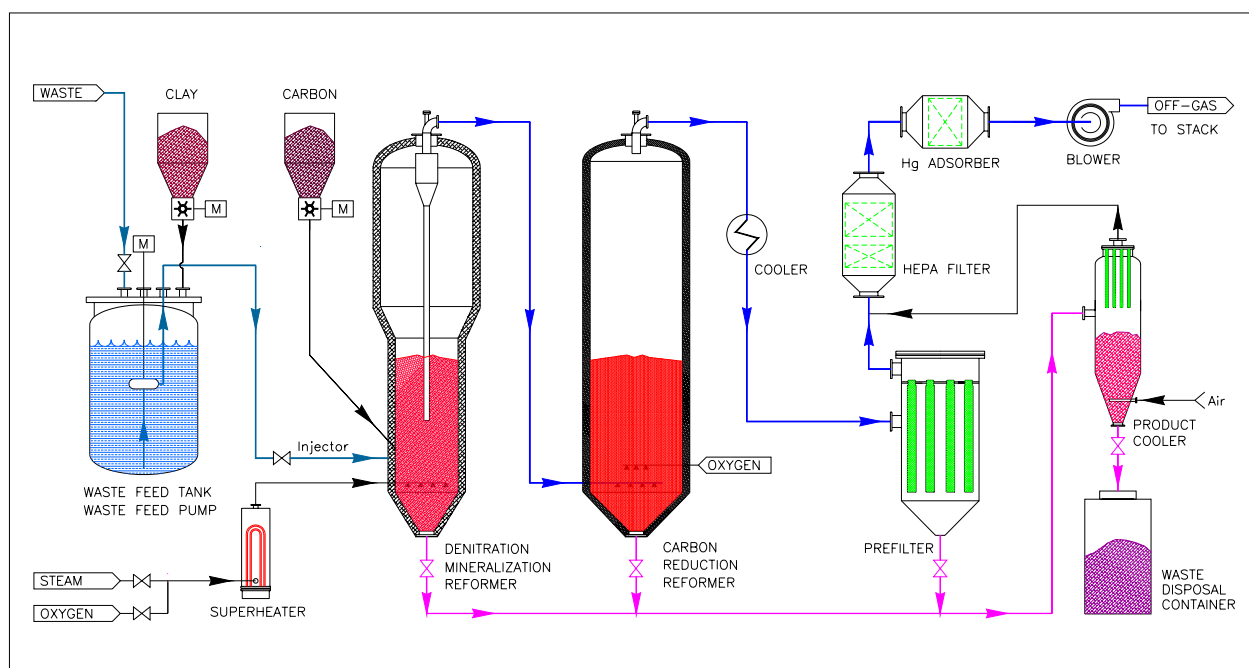 WASTE
CLAY
CARBON
M
M
M
OFF-GAS
TO STACK
Hg ADSORBER
BLOWER
COOLER
HEPA FILTER
Air
PRODUCT
COOLER
Injector
OXYGEN
WASTE FEED TANK
WASTE FEED PUMP
DENITRATION
MINERALIZATION
REFORMER
CARBON
REDUCTION
REFORMER
PREFILTER
WASTE
DISPOSAL
CONTAINER
STEAM
OXYGEN
SUPERHEATER